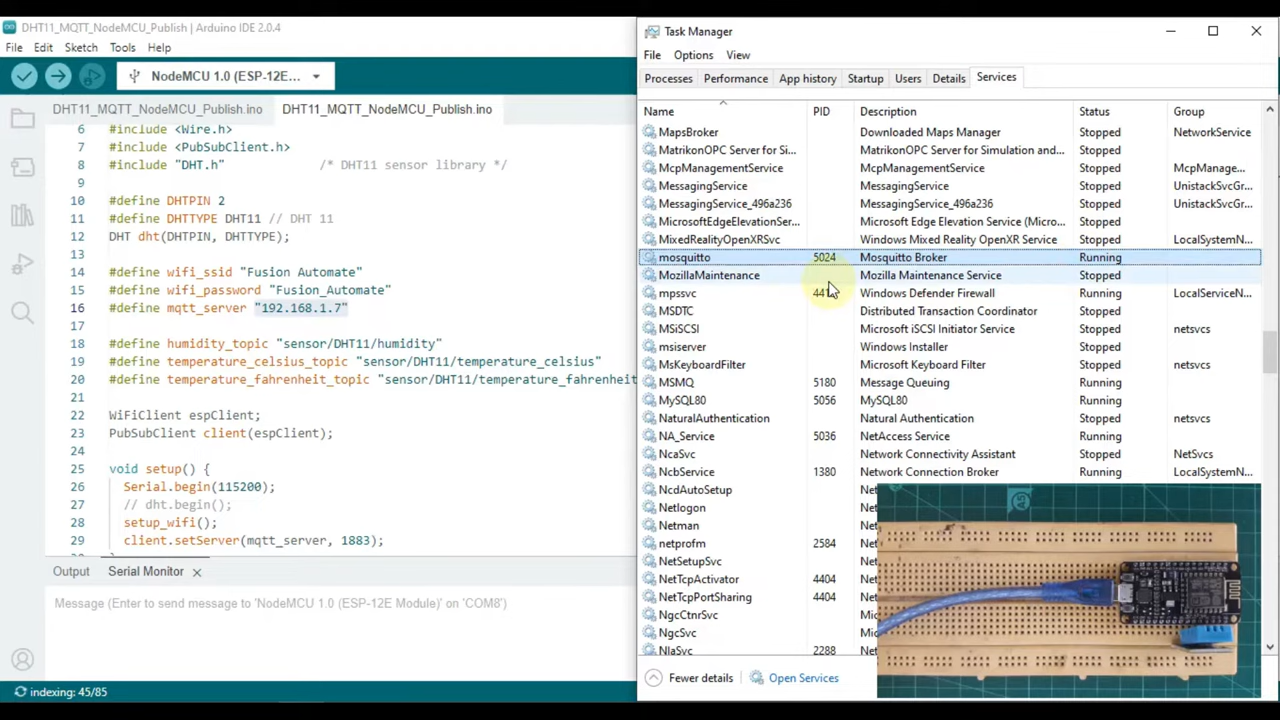 DHT11_MQTT_NodeMCU_Publish | Arduino IDE 2.0.4
File Edit Sketch Tools Help
NodeMCU 1.0 (ESP-12E...
DHT11_MQTT_NodeMCU_Publish.ino DHT11_MQTT_NodeMCU_Publish.ino
6 #include <Wire.h>
7 #include <PubSubClient.h>
8 #include "DHT.h" /* DHT11 sensor library */
9
10 #define DHTPIN 2
11 #define DHTTYPE DHT11 // DHT 11
12 DHT dht(DHTPIN, DHTTYPE);
13
14 #define wifi_ssid "Fusion Automate"
15 #define wifi_password "Fusion_Automate"
16 #define mqtt_server "192.168.1.7"
17
18 #define humidity_topic "sensor/DHT11/humidity"
19 #define temperature_celsius_topic "sensor/DHT11/temperature_celsius"
20 #define temperature_fahrenheit_topic "sensor/DHT11/temperature_fahrenheit
21
22 WiFiClient espClient;
23 PubSubClient client(espClient);
24
25 void setup() {
26 Serial.begin(115200);
27 // dht.begin();
28 setup_wifi();
29 client.setServer(mqtt_server, 1883);
Output Serial Monitor
Message (Enter to send message to 'NodeMCU 1.0 (ESP-12E Module)' on 'COM8')
indexing: 45/85
Task Manager
File Options View
Processes Performance App history Startup Users Details Services
Name PID Description Status Group
MapsBroker Downloaded Maps Manager Stopped NetworkService
MatrikonOPC Server for Si... MatrikonOPC Server for Simulation and... Stopped
McpManagementService McpManagementService Stopped McpManage...
MessagingService MessagingService Stopped UnistackSvcGr...
MessagingService_496a236 MessagingService_496a236 Stopped UnistackSvcGr...
MicrosoftEdgeElevationSer... Microsoft Edge Elevation Service (Micro... Stopped
MixedRealityOpenXRSvc Windows Mixed Reality OpenXR Service Stopped LocalSystemN...
mosquitto 5024 Mosquitto Broker Running
MozillaMaintenance Mozilla Maintenance Service Stopped
mpssvc Windows Defender Firewall Running LocalServiceN...
MSDTC Distributed Transaction Coordinator Stopped
MSiSCSI Microsoft iSCSI Initiator Service Stopped netsvcs
msiserver Windows Installer Stopped
MsKeyboardFilter Microsoft Keyboard Filter Stopped netsvcs
MSMQ 5180 Message Queuing Running
MySQL80 5056 MySQL80 Running
NaturalAuthentication Natural Authentication Stopped netsvcs
NA_Service 5036 NetAccess Service Running
NcaSvc Network Connectivity Assistant Stopped NetSvcs
NcbService 1380 Network Connection Broker Running LocalSystemN...
NcdAutoSetup Ne
Netlogon Ne
Netman Ne
netprofm 2584 Ne
NetSetupSvc Ne
NetTcpActivator 4404 Ne
NetTcpPortSharing 4404 Ne
NgcCtnrSvc Mi
NgcSvc Mi
NlaSvc 2288 Ne
Fewer details Open Services